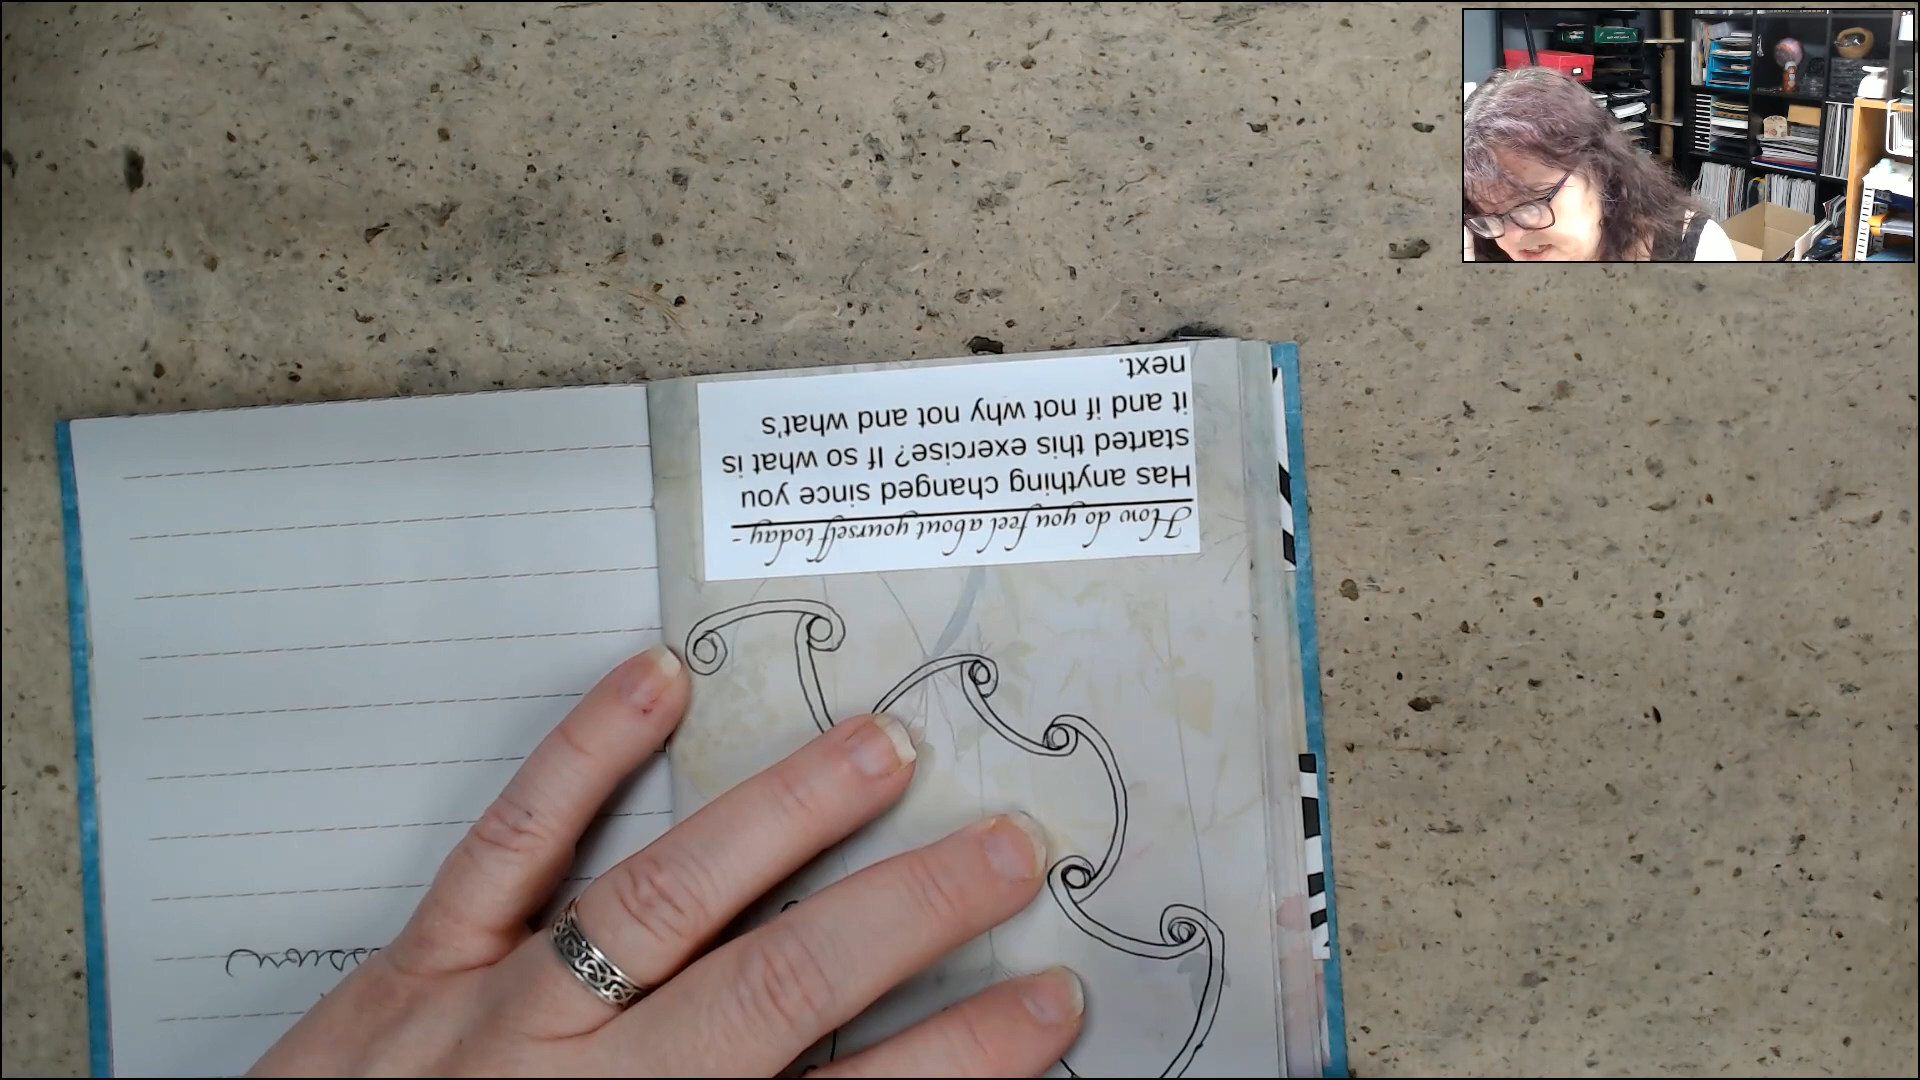 How do you feel about yourself today -
Has anything changed since you
started this exercise? If so what is
it and if not why not and what's
next.